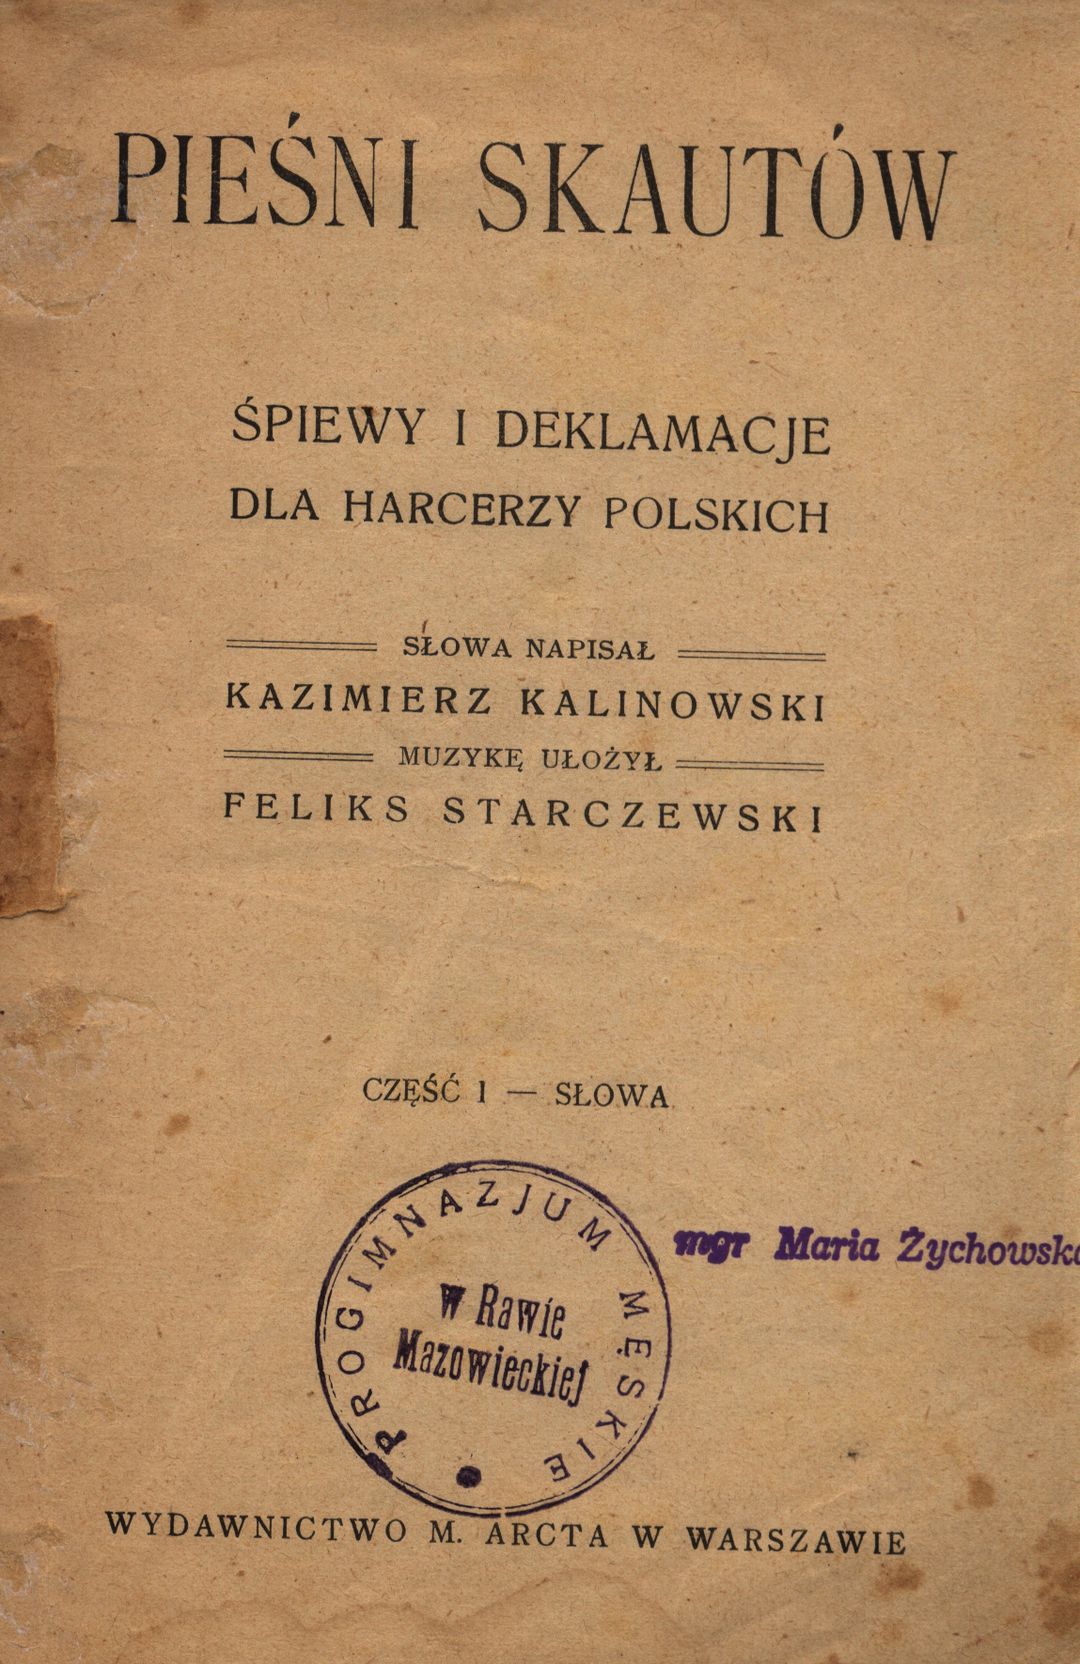 PIEŚNI SKAUTÓW
ŚPIEWY I DEKLAMACJE
DLA HARCERZY POLSKICH
SŁOWA NAPISAŁ
KAZIMIERZ KALINOWSKI
MUZYKĘ UŁOŻYŁ
FELIKS STARCZEWSKI
CZĘŚĆ I — SŁOWA
PROGIMNAZJUM MĘSKIE
w Rawie
Mazowieckiej
mgr Maria Żychowska
WYDAWNICTWO M. ARCTA W WARSZAWIE